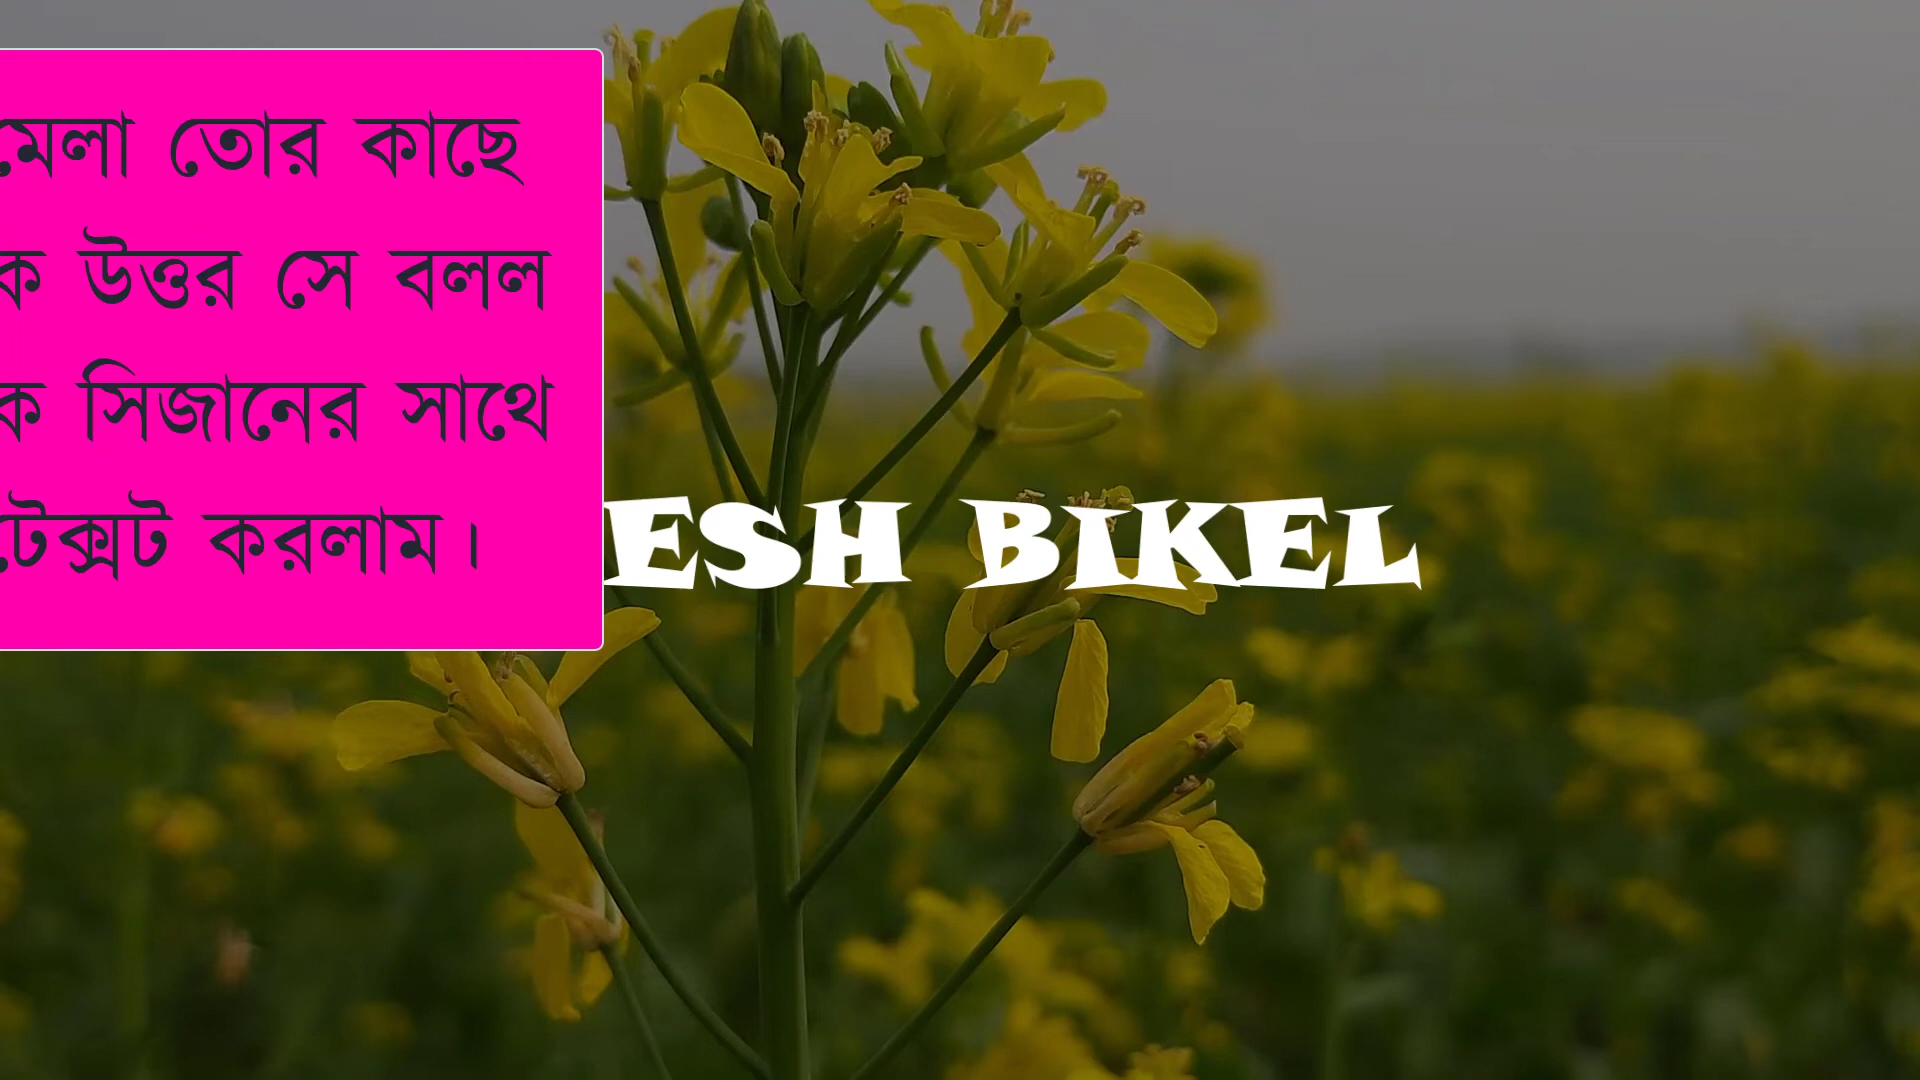 মেলা তোর কাছে
ক উত্তর সে বলল
ক সিজানের সাথে
টেক্সট করলাম।
ESH BIKEL